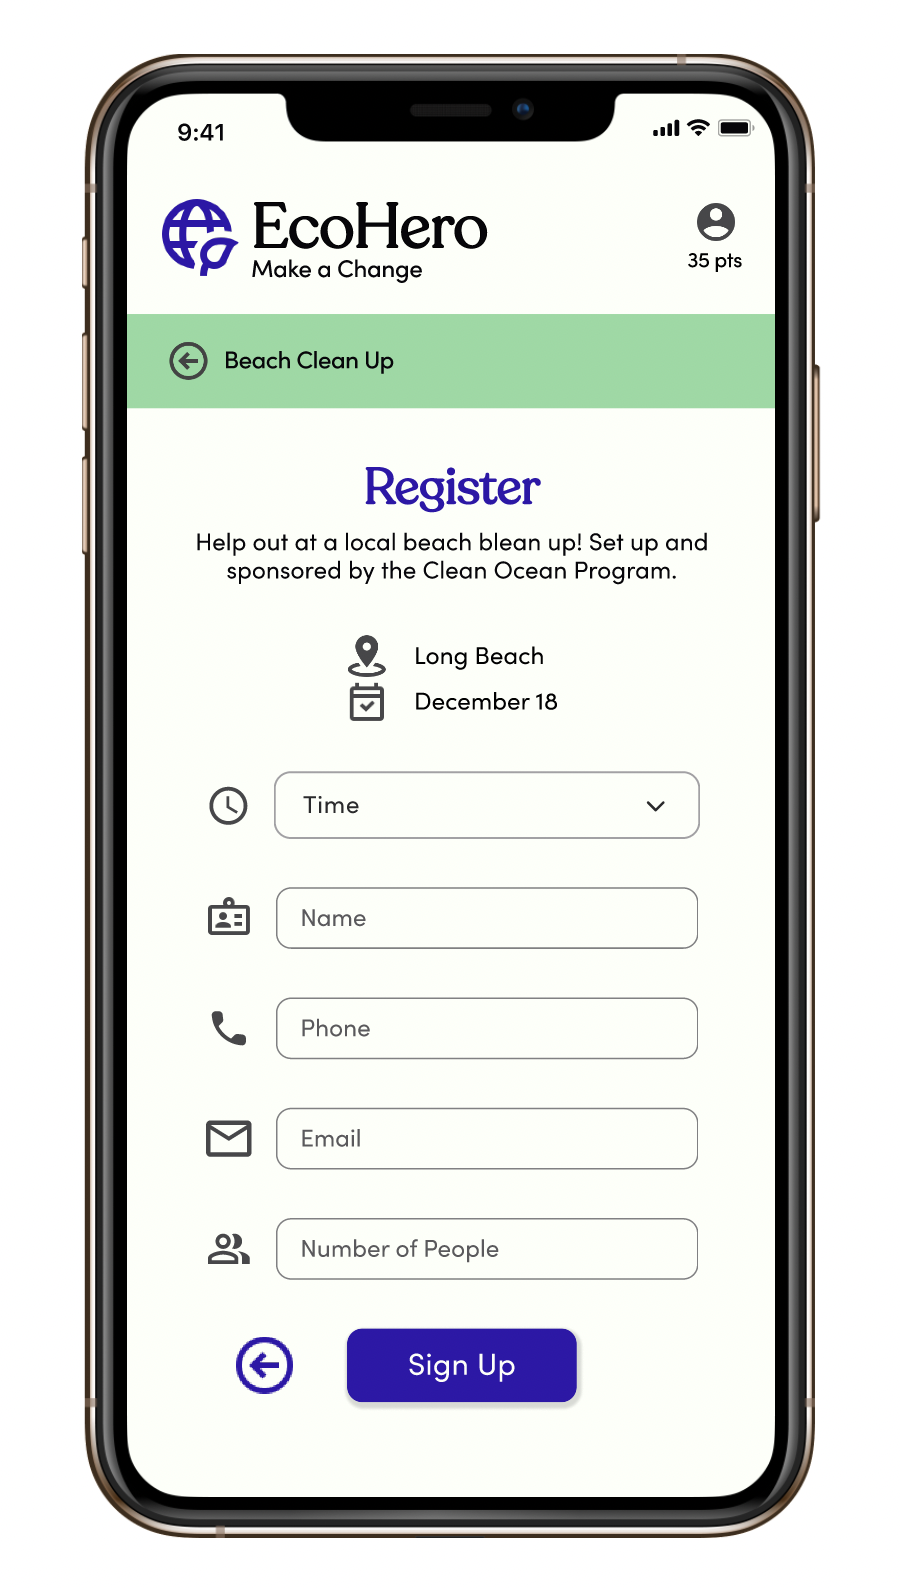 9:41
EcoHero
Make a Change
35 pts
Beach Clean Up
Register
Help out at a local beach blean up! Set up and
sponsored by the Clean Ocean Program.
Long Beach
December 18
Time
Name
Phone
Email
Number of People
Sign Up